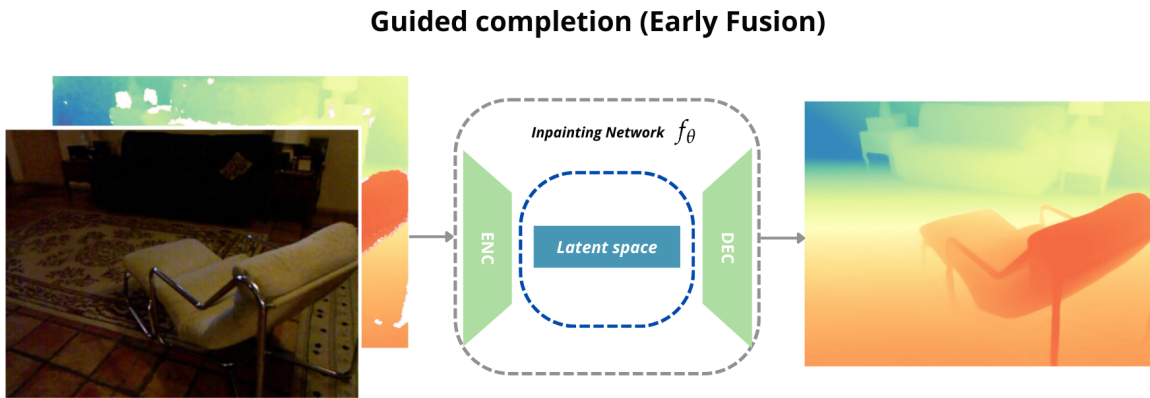 Guided completion (Early Fusion)
Inpainting Network fθ
ENC
Latent space
DEC